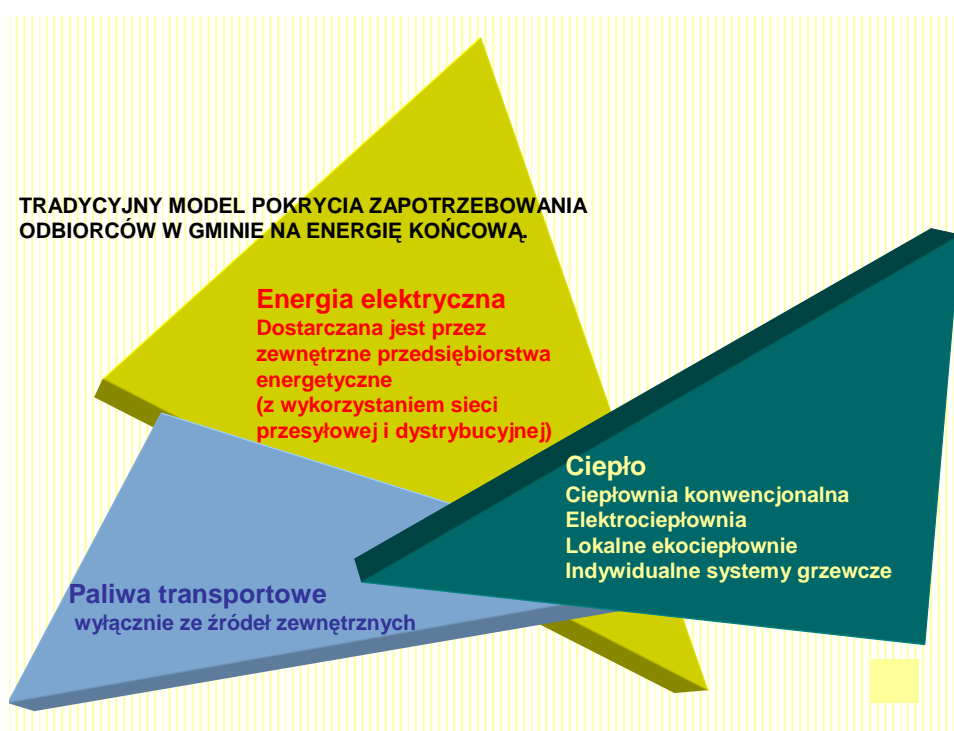 TRADYCYJNY MODEL POKRYCIA ZAPOTRZEBOWANIA
ODBIORCÓW W GMINIE NA ENERGIĘ KOŃCOWĄ.
Energia elektryczna
Dostarczana jest przez
zewnętrzne przedsiębiorstwa
energetyczne
(z wykorzystaniem sieci
przesyłowej i dystrybucyjnej)
Ciepło
Ciepłownia konwencjonalna
Elektrociepłownia
Lokalne ekociepłownie
Indywidualne systemy grzewcze
Paliwa transportowe
wyłącznie ze źródeł zewnętrznych